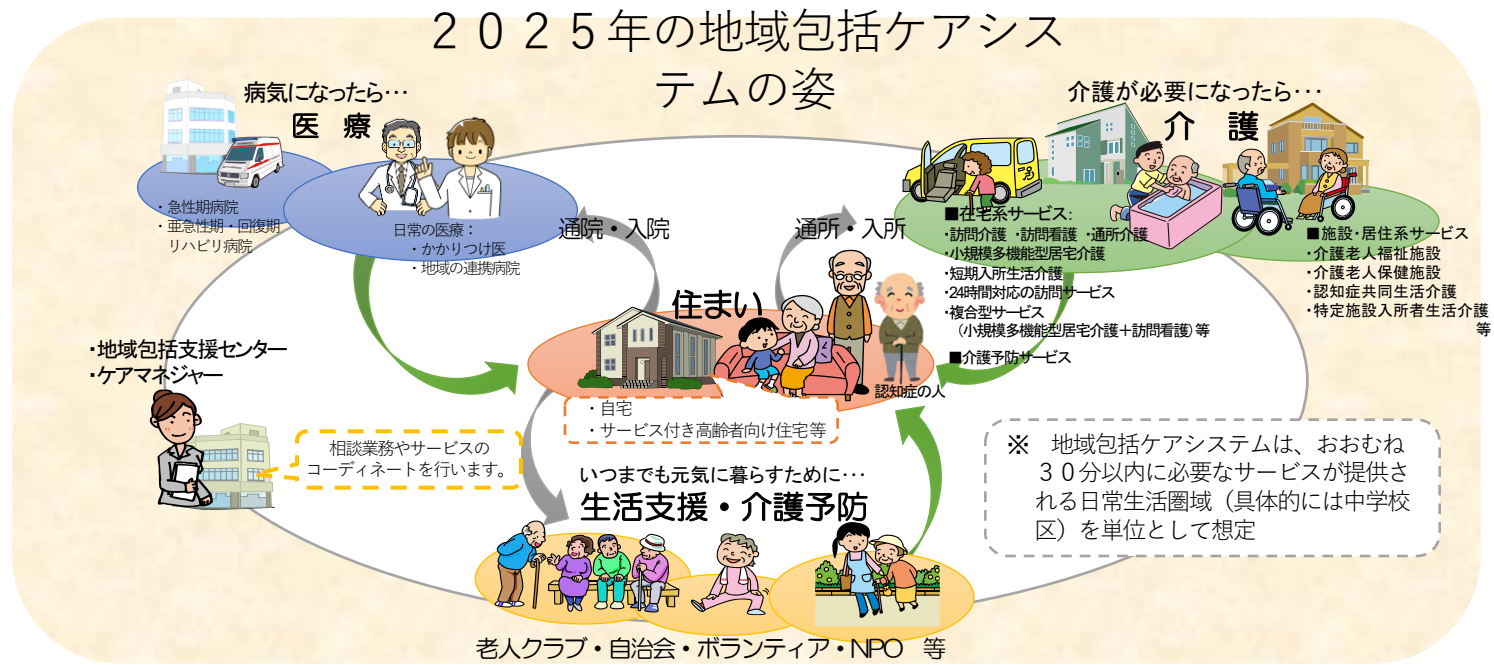 ２０２５年の地域包括ケアシス
テムの姿
病気になったら･･･
医　療
・急性期病院
・亜急性期・回復期
リハビリ病院
日常の医療：
・かかりつけ医
・地域の連携病院
通院・入院
通所・入所
介護が必要になったら･･･
介　護
■在宅系サービス：
・訪問介護　・訪問看護　・通所介護
・小規模多機能型居宅介護
・短期入所生活介護
・24時間対応の訪問サービス
・複合型サービス
（小規模多機能型居宅介護＋訪問看護）等
■介護予防サービス
■施設・居住系サービス
・介護老人福祉施設
・介護老人保健施設
・認知症共同生活介護
・特定施設入所者生活介護
等
住まい
認知症の人
・自宅
・サービス付き高齢者向け住宅等
・地域包括支援センター
・ケアマネジャー
相談業務やサービスの
コーディネートを行います。
いつまでも元気に暮らすために･･･
生活支援・介護予防
老人クラブ・自治会・ボランティア・NPO　等
※　地域包括ケアシステムは、おおむね
３０分以内に必要なサービスが提供さ
れる日常生活圏域（具体的には中学校
区）を単位として想定